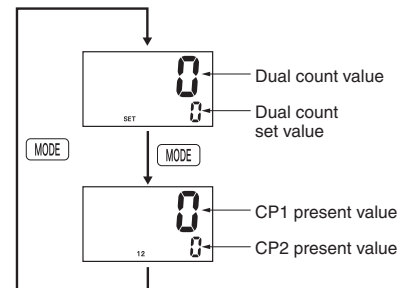 0
Dual count value
SET
0
Dual count
set value
MODE
MODE
0
CP1 present value
12
0
CP2 present value